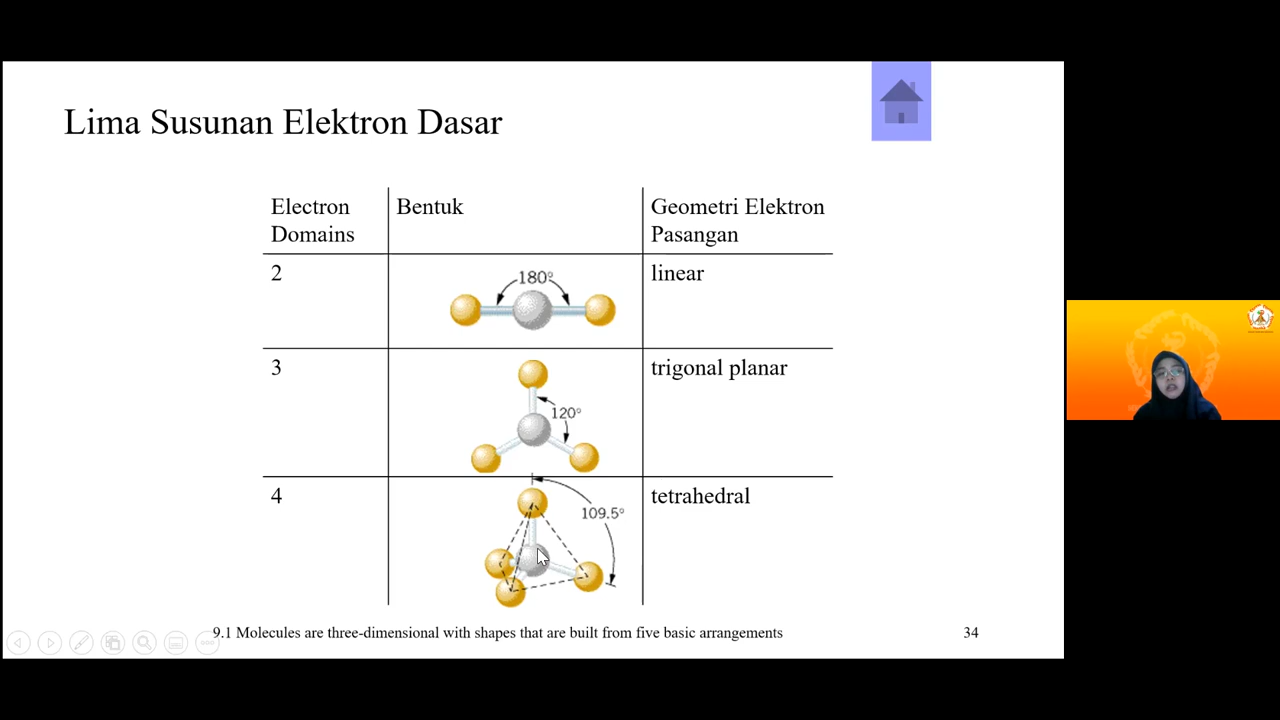 Lima Susunan Elektron Dasar
Electron
Domains
Bentuk
Geometri Elektron
Pasangan
2
180°
linear
3
120°
trigonal planar
4
109.5°
tetrahedral
9.1 Molecules are three-dimensional with shapes that are built from five basic arrangements
34